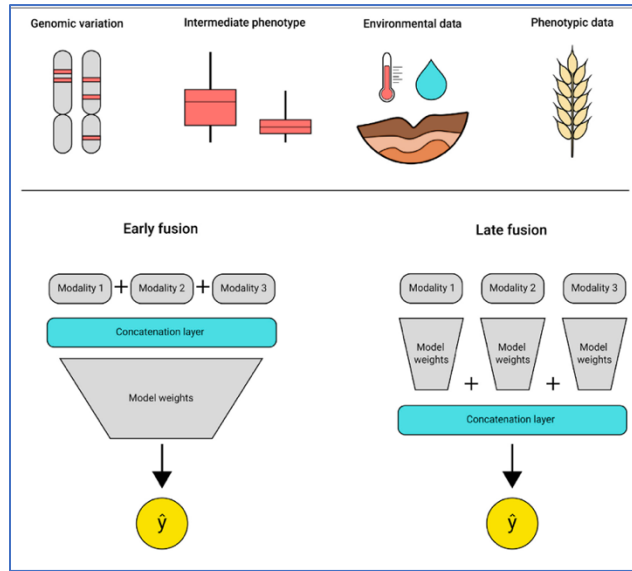 Genomic variation
Intermediate phenotype
Environmental data
Phenotypic data
Early fusion
Modality 1 + Modality 2 + Modality 3
Concatenation layer
Model weights
ŷ
Late fusion
Modality 1
Modality 2
Modality 3
Model
weights
+
Model
weights
+
Model
weights
Concatenation layer
ŷ